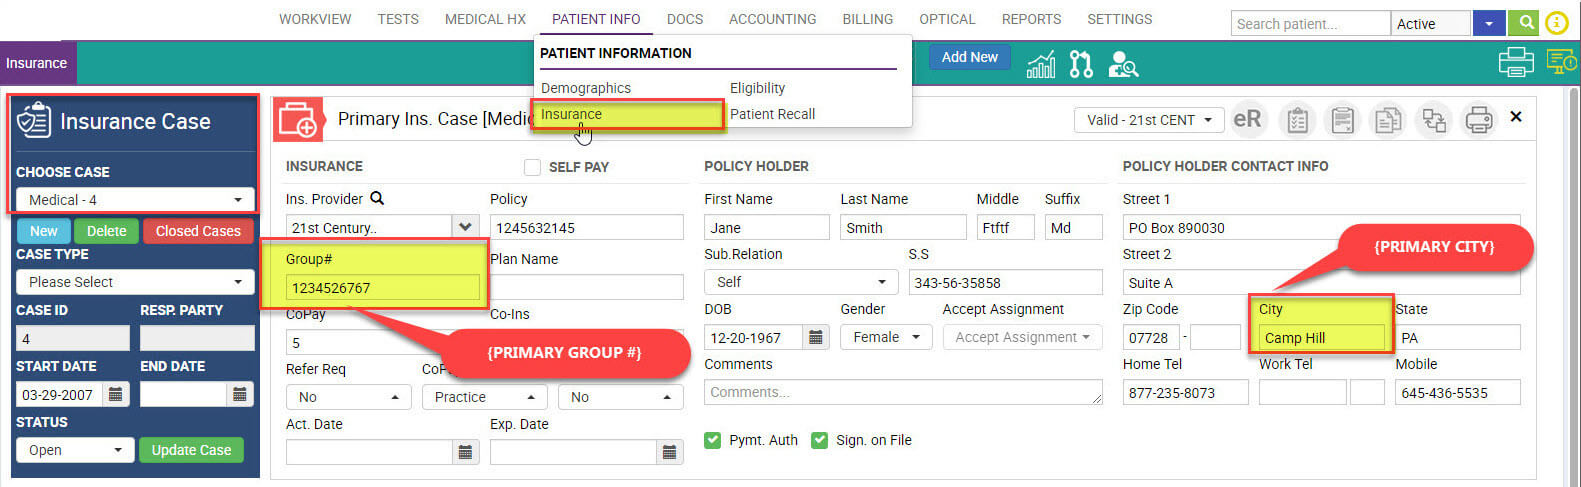 WORKVIEW TESTS MEDICAL HX PATIENT INFO DOCS ACCOUNTING BILLING OPTICAL REPORTS SETTINGS
Search patient... Active
Insurance
PATIENT INFORMATION
Demographics Eligibility
Insurance Patient Recall
Add New
Insurance Case
CHOOSE CASE
Medical - 4
New Delete Closed Cases
CASE TYPE
Please Select
CASE ID RESP. PARTY
4
START DATE END DATE
03-29-2007
STATUS
Open Update Case
Primary Ins. Case [Medic
Valid - 21st CENT
eR
INSURANCE SELF PAY
Ins. Provider Policy
21st Century.. 1245632145
Group# Plan Name
1234526767
CoPay Co-Ins
5
{PRIMARY GROUP #}
Refer Req
No Practice No
Act. Date Exp. Date
POLICY HOLDER
First Name Last Name Middle Suffix
Jane Smith Ftftf Md
Sub.Relation S.S
Self 343-56-35858
DOB Gender Accept Assignment
12-20-1967 Female Accept Assignment
Comments
Comments...
Pymt. Auth Sign. on File
POLICY HOLDER CONTACT INFO
Street 1
PO Box 890030
{PRIMARY CITY}
Street 2
Suite A
Zip Code City State
07728 - Camp Hill PA
Home Tel Work Tel Mobile
877-235-8073 645-436-5535